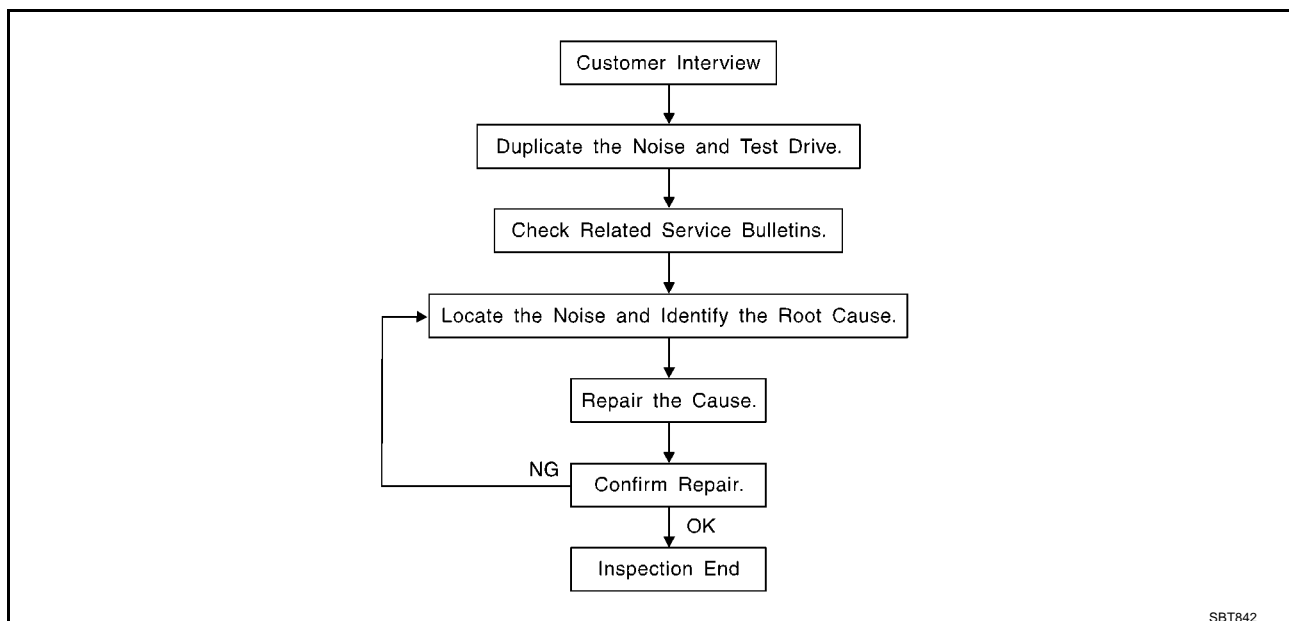 Customer Interview
Duplicate the Noise and Test Drive.
Check Related Service Bulletins.
Locate the Noise and Identify the Root Cause.
Repair the Cause.
NG
Confirm Repair.
OK
Inspection End
SBT842